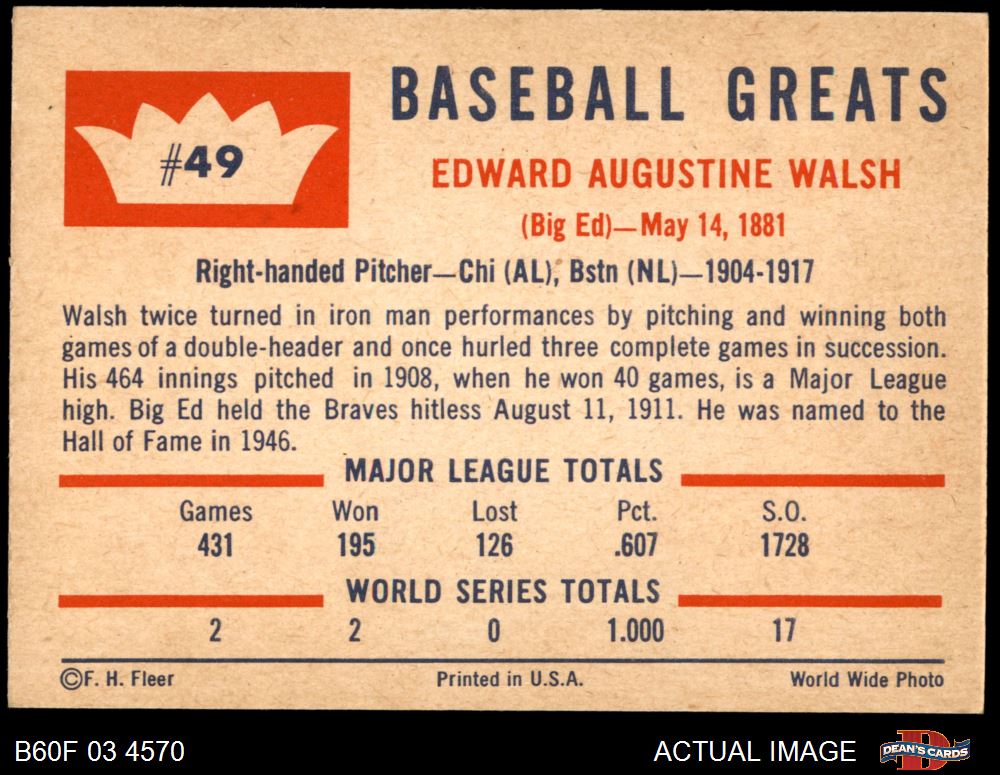 #49
BASEBALL GREATS
EDWARD AUGUSTINE WALSH
(Big Ed)—May 14, 1881
Right-handed Pitcher—Chi (AL), Bstn (NL)—1904-1917
Walsh twice turned in iron man performances by pitching and winning both
games of a double-header and once hurled three complete games in succession.
His 464 innings pitched in 1908, when he won 40 games, is a Major League
high. Big Ed held the Braves hitless August 11, 1911. He was named to the
Hall of Fame in 1946.
MAJOR LEAGUE TOTALS
Games Won Lost Pct. S.O.
431 195 126 .607 1728
WORLD SERIES TOTALS
2 2 0 1.000 17
©F. H. Fleer Printed in U.S.A. World Wide Photo
B60F 03 4570 ACTUAL IMAGE DEAN'S CARDS